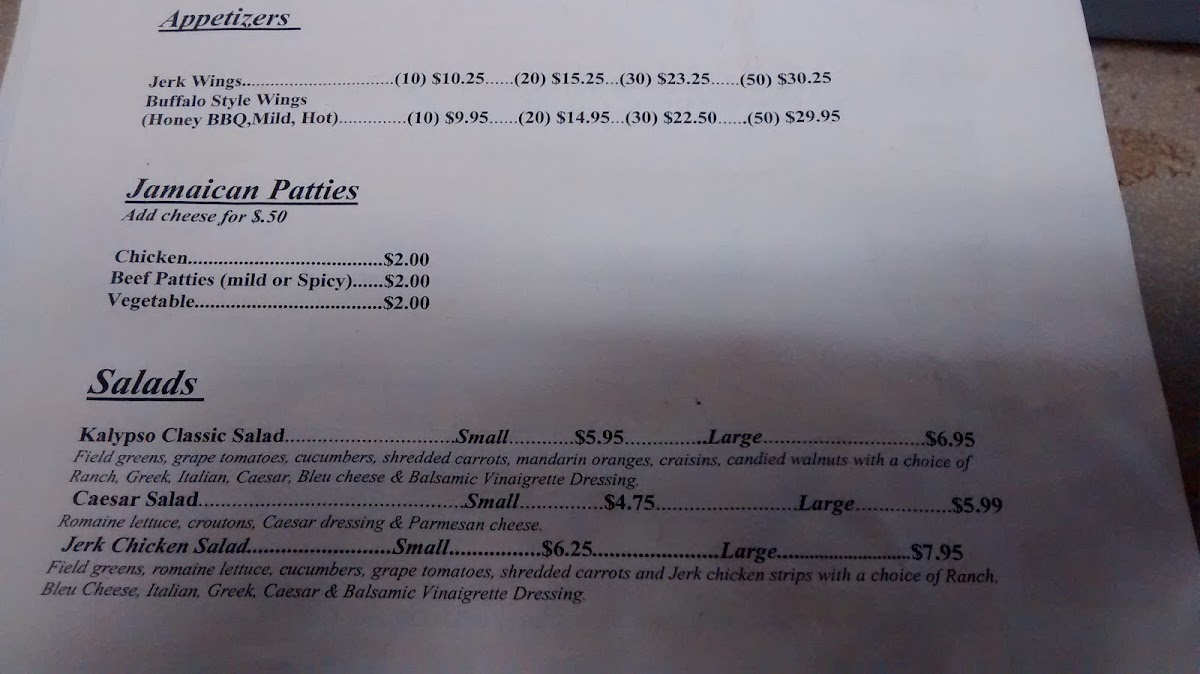 Appetizers
Jerk Wings..............................(10) $10.25......(20) $15.25...(30) $23.25......(50) $30.25
Buffalo Style Wings
(Honey BBQ,Mild, Hot)..............(10) $9.95......(20) $14.95...(30) $22.50......(50) $29.95
Jamaican Patties
Add cheese for $.50
Chicken.....................................$2.00
Beef Patties (mild or Spicy)......$2.00
Vegetable....................................$2.00
Salads
Kalypso Classic Salad................................Small............$5.95................Large...............................$6.95
Field greens, grape tomatoes, cucumbers, shredded carrots, mandarin oranges, craisins, candied walnuts with a choice of
Ranch, Greek, Italian, Caesar, Bleu cheese & Balsamic Vinaigrette Dressing.
Caesar Salad..................................................Small................$4.75...........................Large..................$5.99
Romaine lettuce, croutons, Caesar dressing & Parmesan cheese.
Jerk Chicken Salad...........................Small.................$6.25........................Large.........................$7.95
Field greens, romaine lettuce, cucumbers, grape tomatoes, shredded carrots and Jerk chicken strips with a choice of Ranch,
Bleu Cheese, Italian, Greek, Caesar & Balsamic Vinaigrette Dressing.